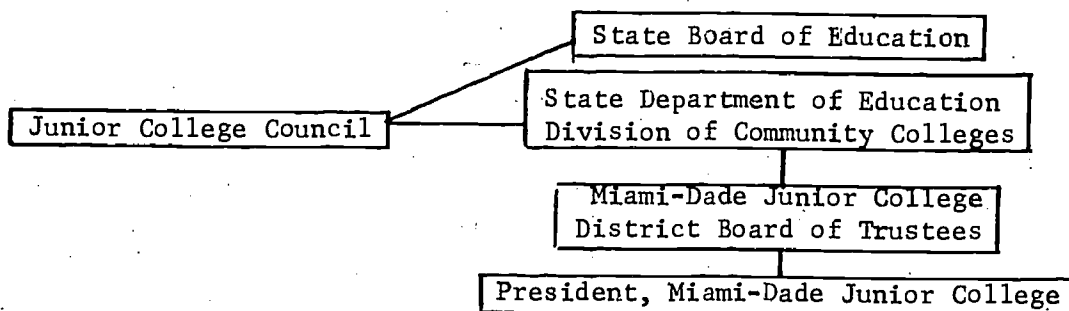 State Board of Education
Junior College Council
State Department of Education
Division of Community Colleges
Miami-Dade Junior College
District Board of Trustees
President, Miami-Dade Junior College